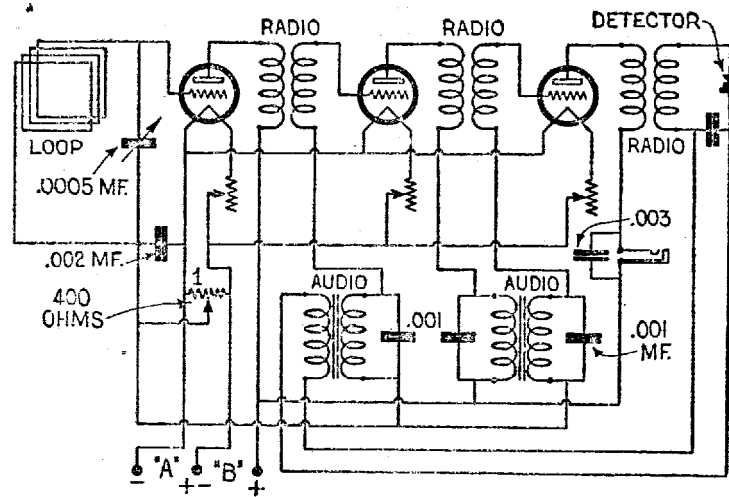 DETECTOR
RADIO
RADIO
LOOP
RADIO
.0005 MF.
.003
.002 MF.
1
400
OHMS
AUDIO
.001
AUDIO
.001
MF.
"A"
"B"
- + - +